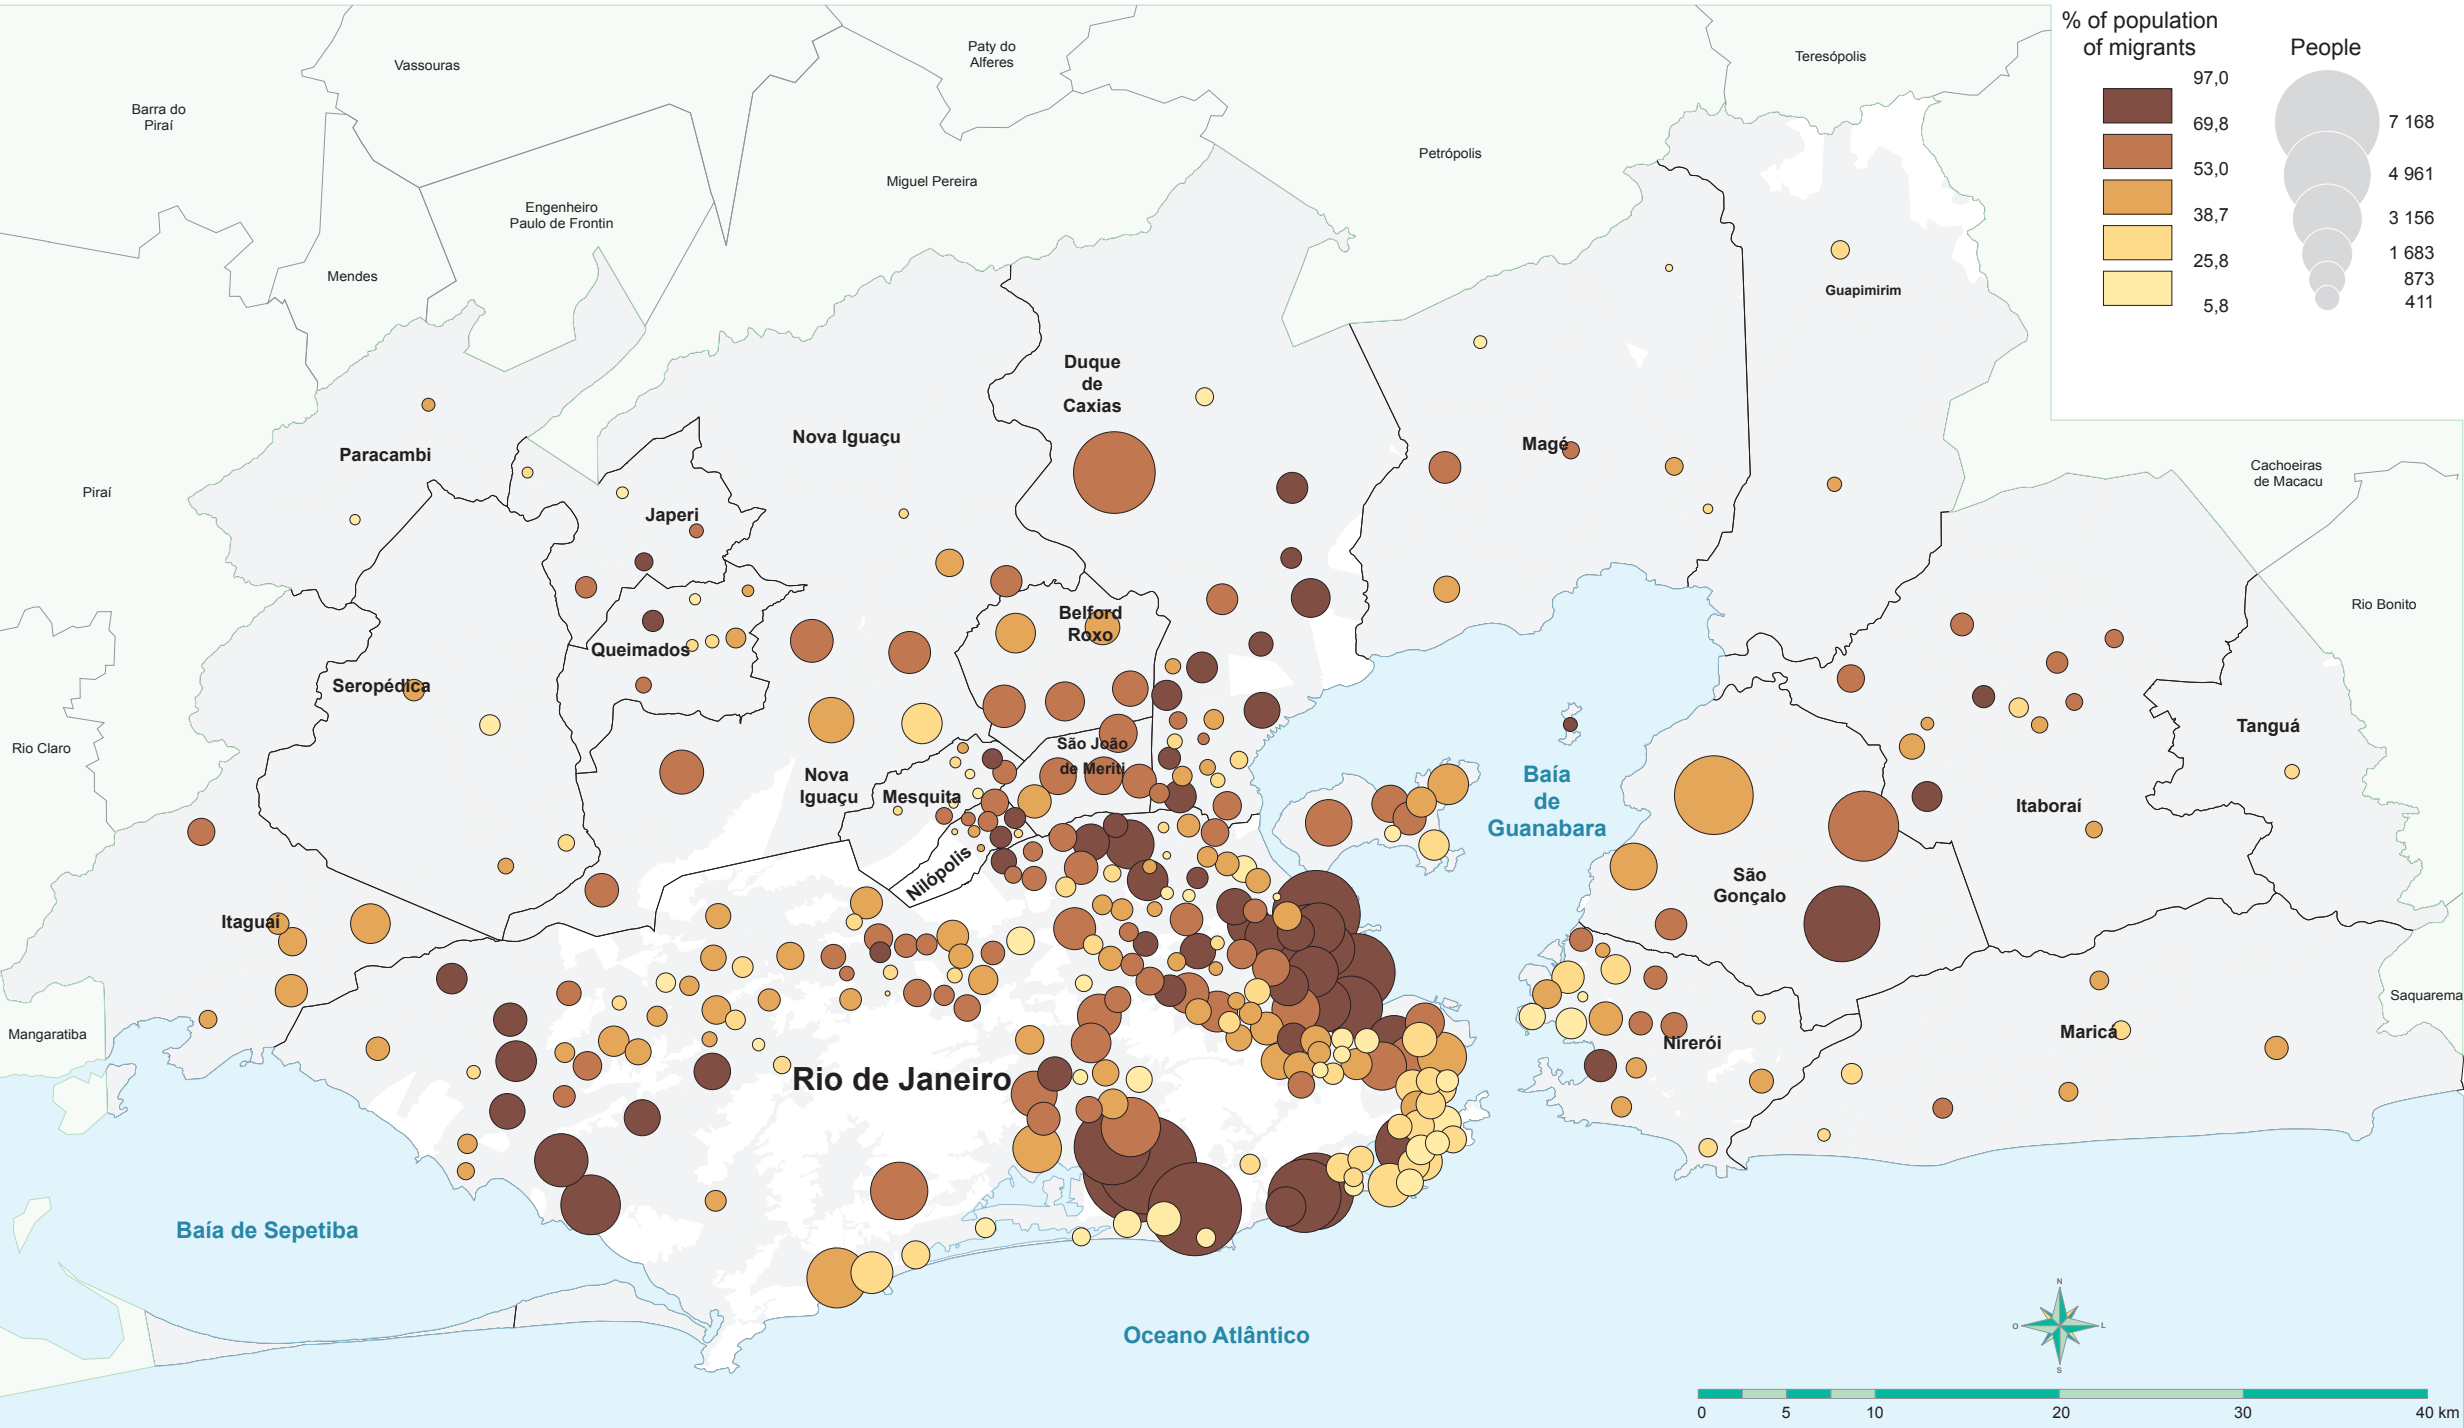 % of population
of migrants
People
97,0
69,8
53,0
38,7
25,8
5,8
7 168
4 961
3 156
1 683
873
411
Vassouras
Paty do
Alferes
Teresópolis
Barra do
Piraí
Petrópolis
Miguel Pereira
Engenheiro
Paulo de Frontin
Mendes
Guapimirim
Duque
de
Caxias
Nova Iguaçu
Magé
Paracambi
Cachoeiras
de Macacu
Piraí
Japeri
Rio Bonito
Belford
Roxo
Queimados
Seropédica
Tanguá
Rio Claro
São João
de Meriti
Nova
Iguaçu
Mesquita
Baía
de
Guanabara
Itaboraí
Nilópolis
São
Gonçalo
Itaguaí
Saquarema
Mangaratiba
Maricá
Nirerói
Rio de Janeiro
Baía de Sepetiba
Oceano Atlântico
N
O
L
S
0 5 10 20 30 40 km